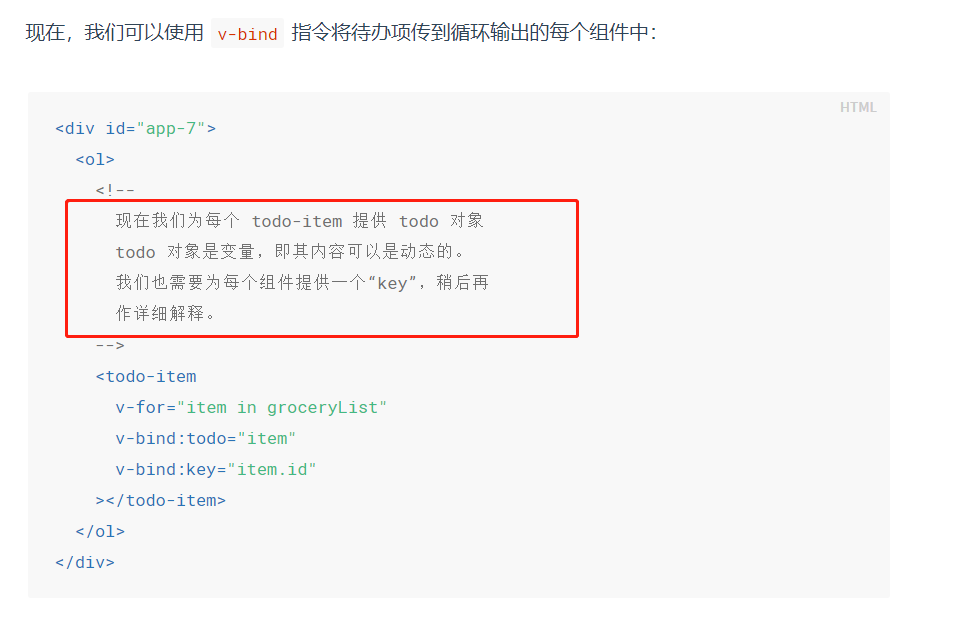 现在，我们可以使用 v-bind 指令将待办项传到循环输出的每个组件中：
HTML
<div id="app-7">
<ol>
<!--
现在我们为每个 todo-item 提供 todo 对象
todo 对象是变量，即其内容可以是动态的。
我们也需要为每个组件提供一个“key”，稍后再
作详细解释。
-->
<todo-item
v-for="item in groceryList"
v-bind:todo="item"
v-bind:key="item.id"
></todo-item>
</ol>
</div>